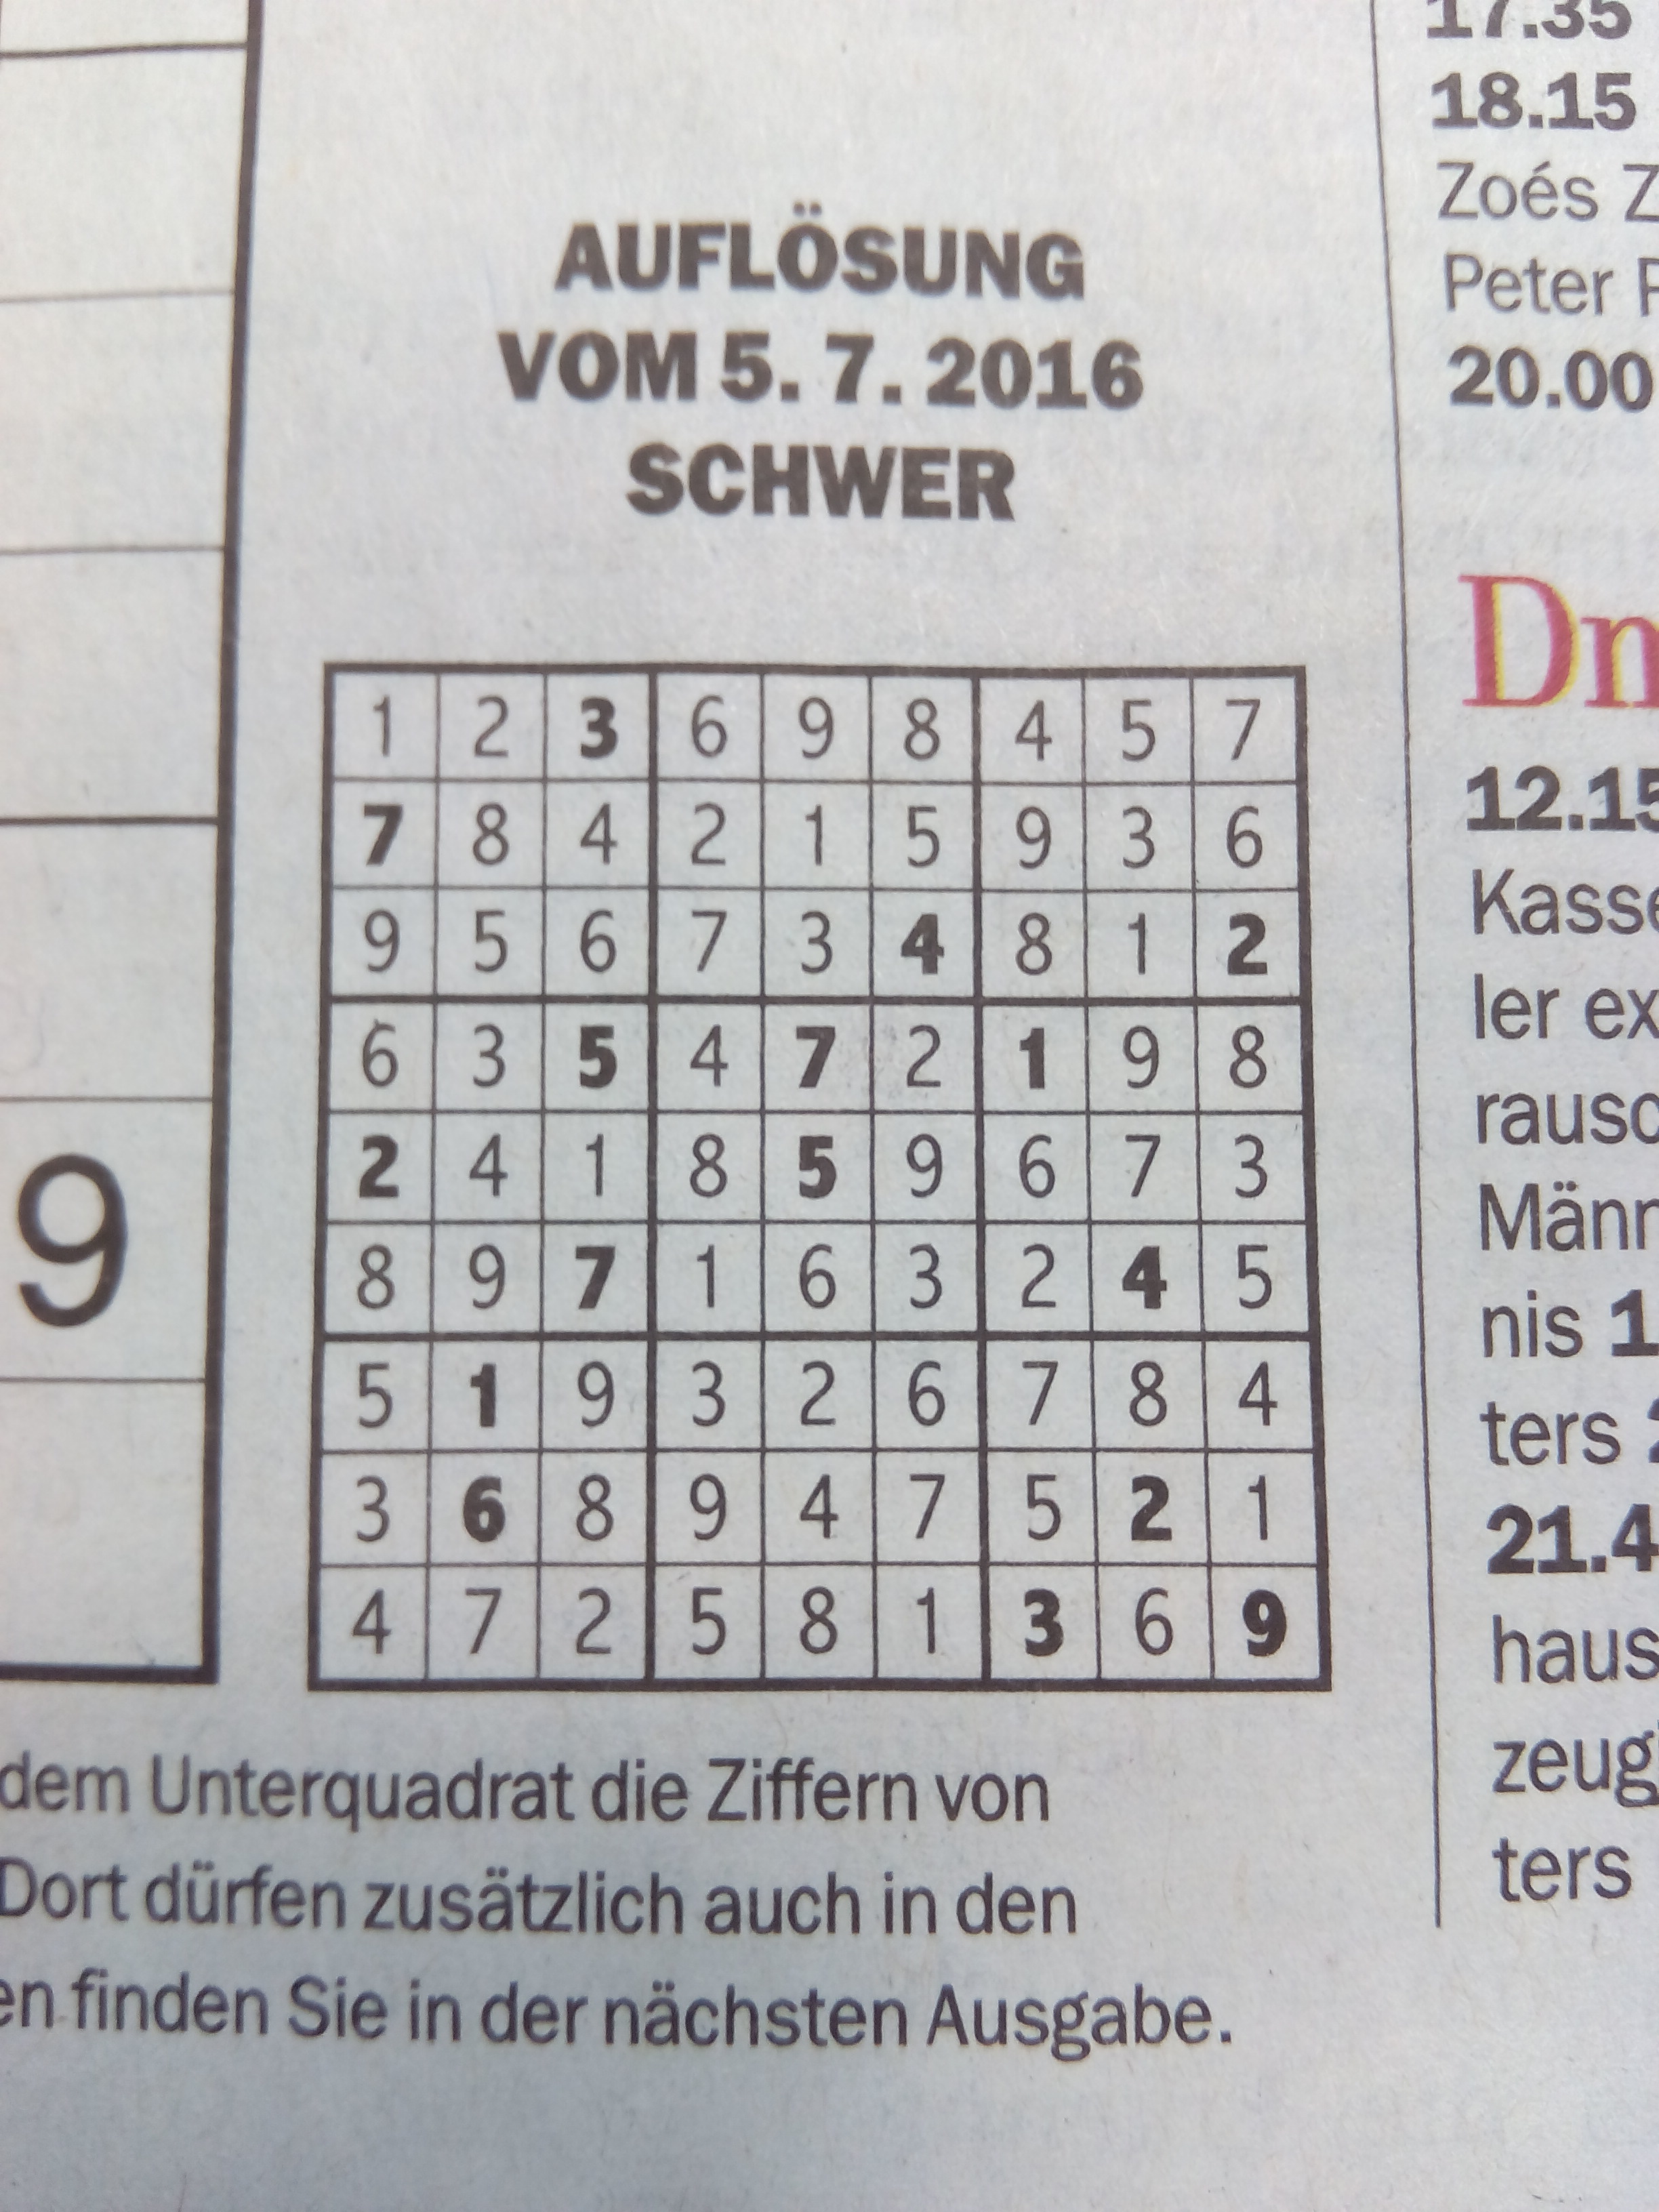 9
AUFLÖSUNG
VOM 5. 7. 2016
SCHWER
1 2 3 6 9 8 4 5 7
7 8 4 2 1 5 9 3 6
9 5 6 7 3 4 8 1 2
6 3 5 4 7 2 1 9 8
2 4 1 8 5 9 6 7 3
8 9 7 1 6 3 2 4 5
5 1 9 3 2 6 7 8 4
3 6 8 9 4 7 5 2 1
4 7 2 5 8 1 3 6 9
dem Unterquadrat die Ziffern von
Dort dürfen zusätzlich auch in den
en finden Sie in der nächsten Ausgabe.
17.35
18.15
Zoés Z
Peter
20.00
Dn
12.15
Kasse
ler ex
rausc
Männ
nis 1
ters
21.4
haus
zeug
ters